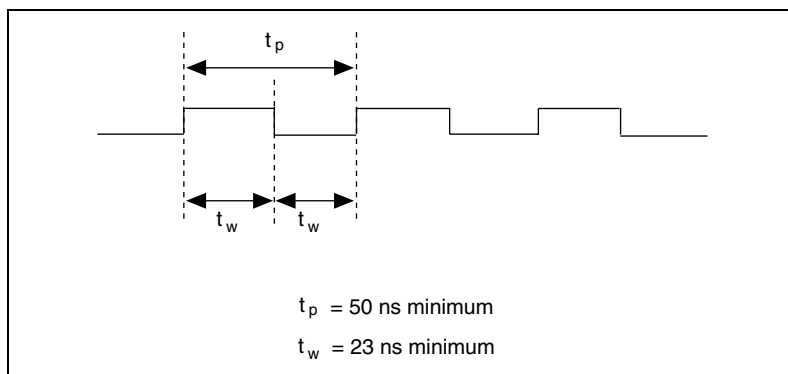 t p
t w t w
t p = 50 ns minimum
t w = 23 ns minimum